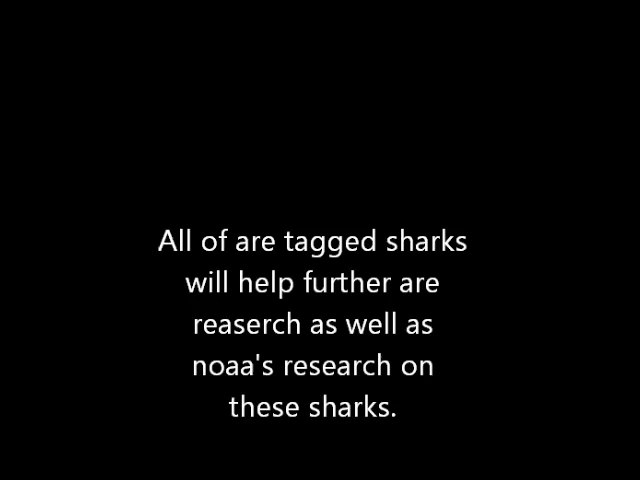 All of are tagged sharks
will help further are
reaserch as well as
noaa's research on
these sharks.